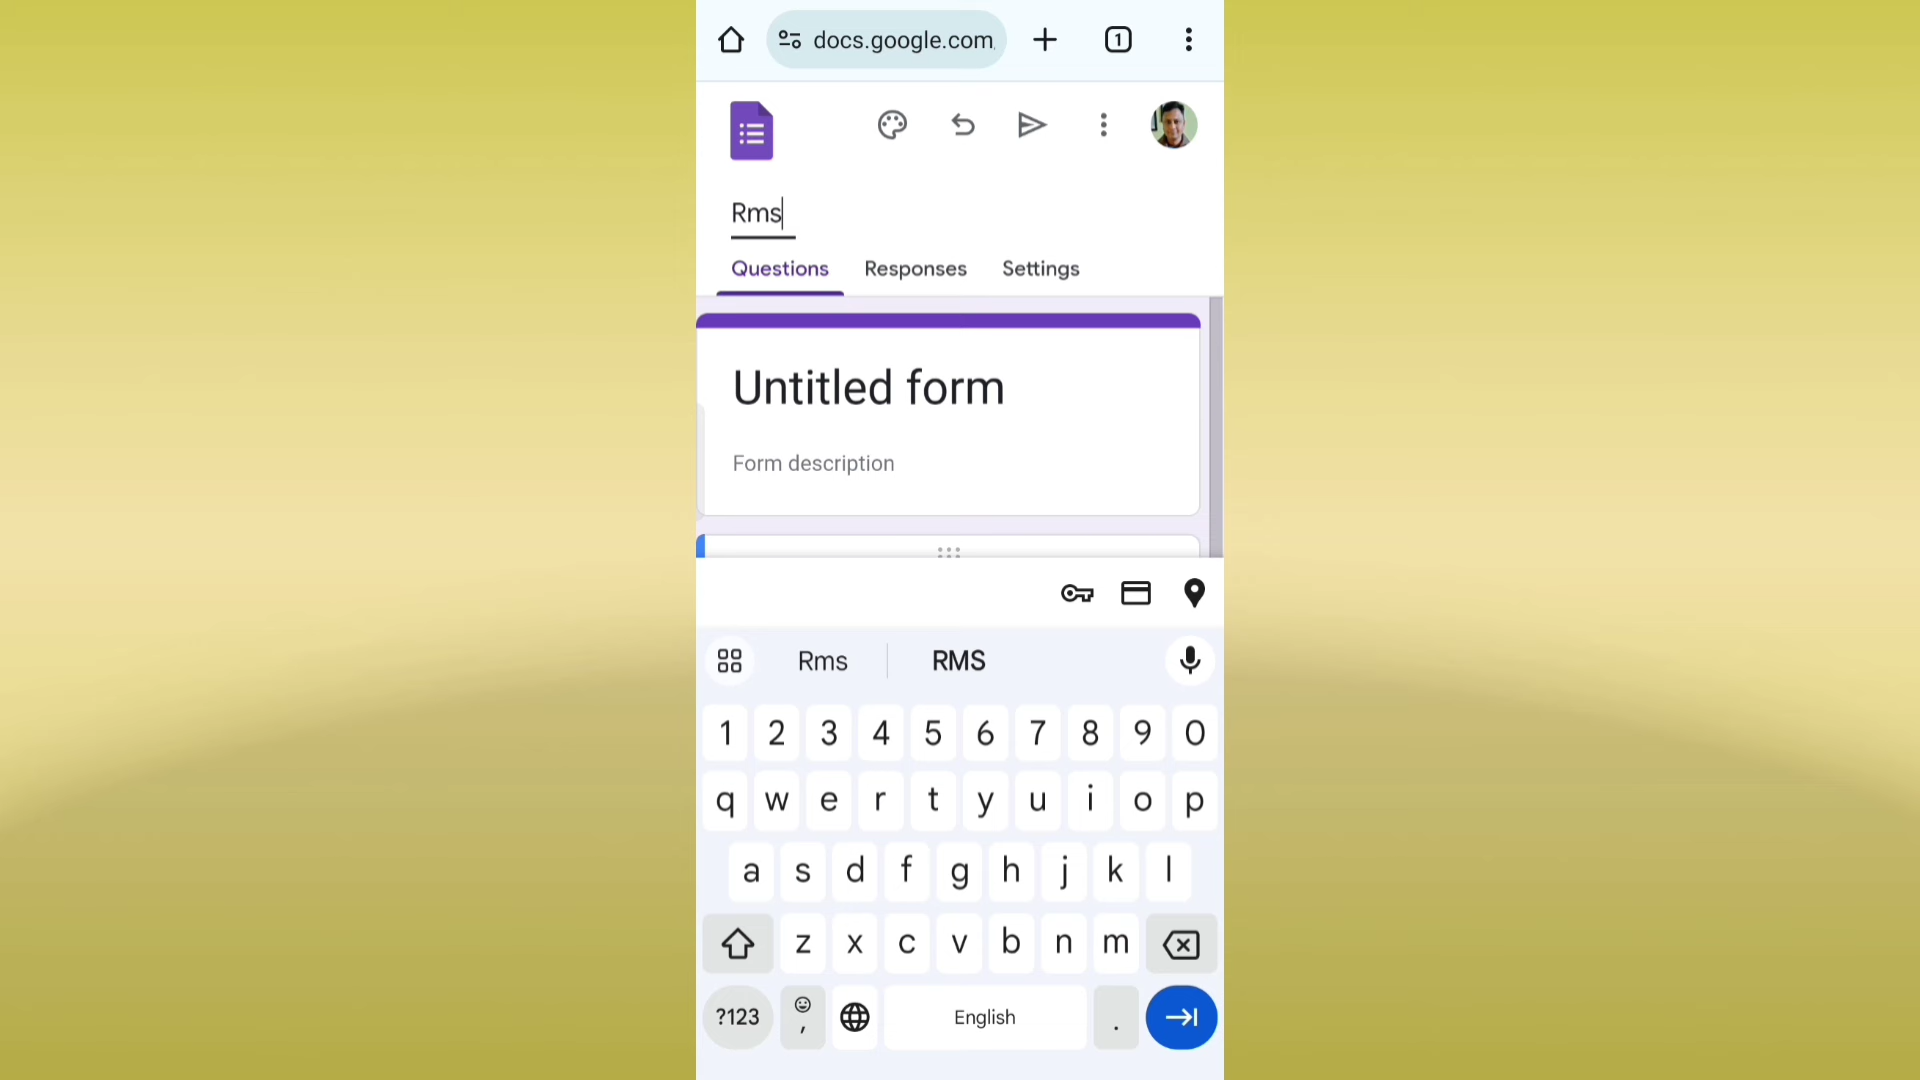 docs.google.com
1
Rms
Questions Responses Settings
Untitled form
Form description
Rms RMS
1 2 3 4 5 6 7 8 9 0
q w e r t y u i o p
a s d f g h j k l
z x c v b n m
?123 , English .